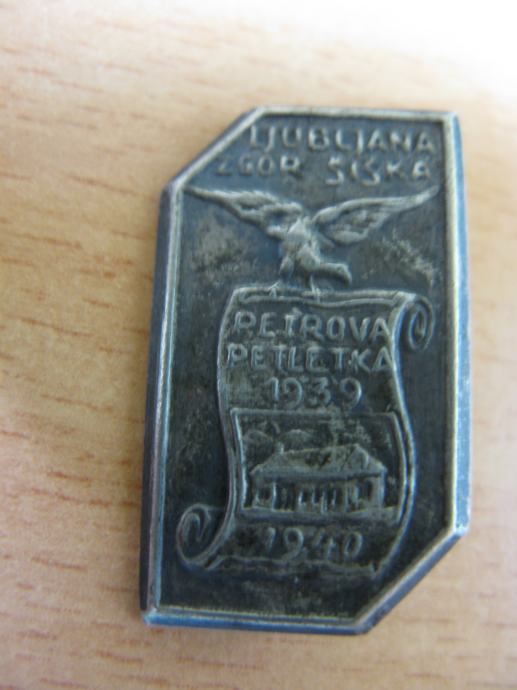 LJUBLJANA
ZGOR ŠIŠKA
PETROVA
PETLETKA
1939
1940